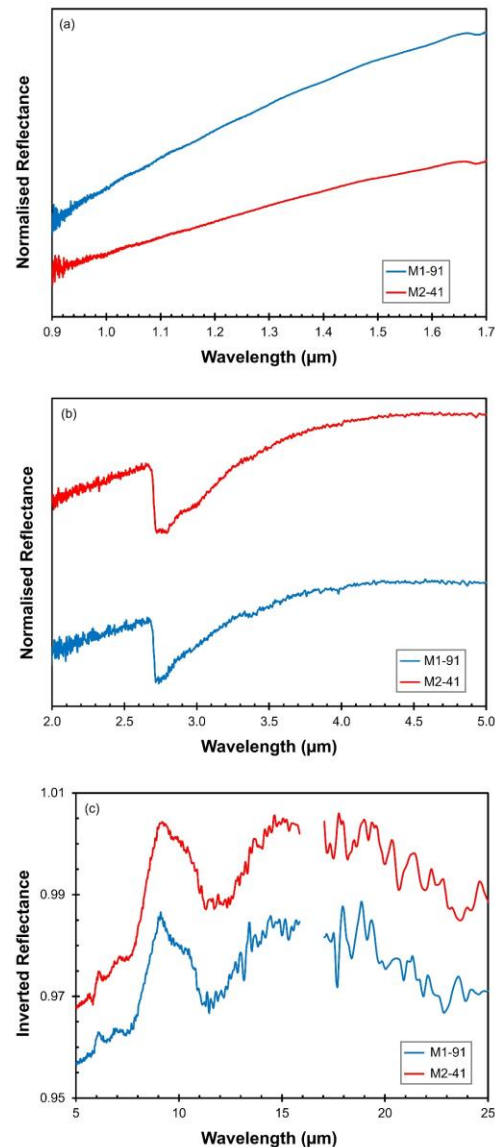 (a)
Normalised Reflectance
M1-91
M2-41
0.9 1.0 1.1 1.2 1.3 1.4 1.5 1.6 1.7
Wavelength (µm)
(b)
Normalised Reflectance
M1-91
M2-41
2.0 2.5 3.0 3.5 4.0 4.5 5.0
Wavelength (µm)
1.01
(c)
0.99
Inverted Reflectance
0.97
M1-91
M2-41
0.95
5 10 15 20 25
Wavelength (µm)